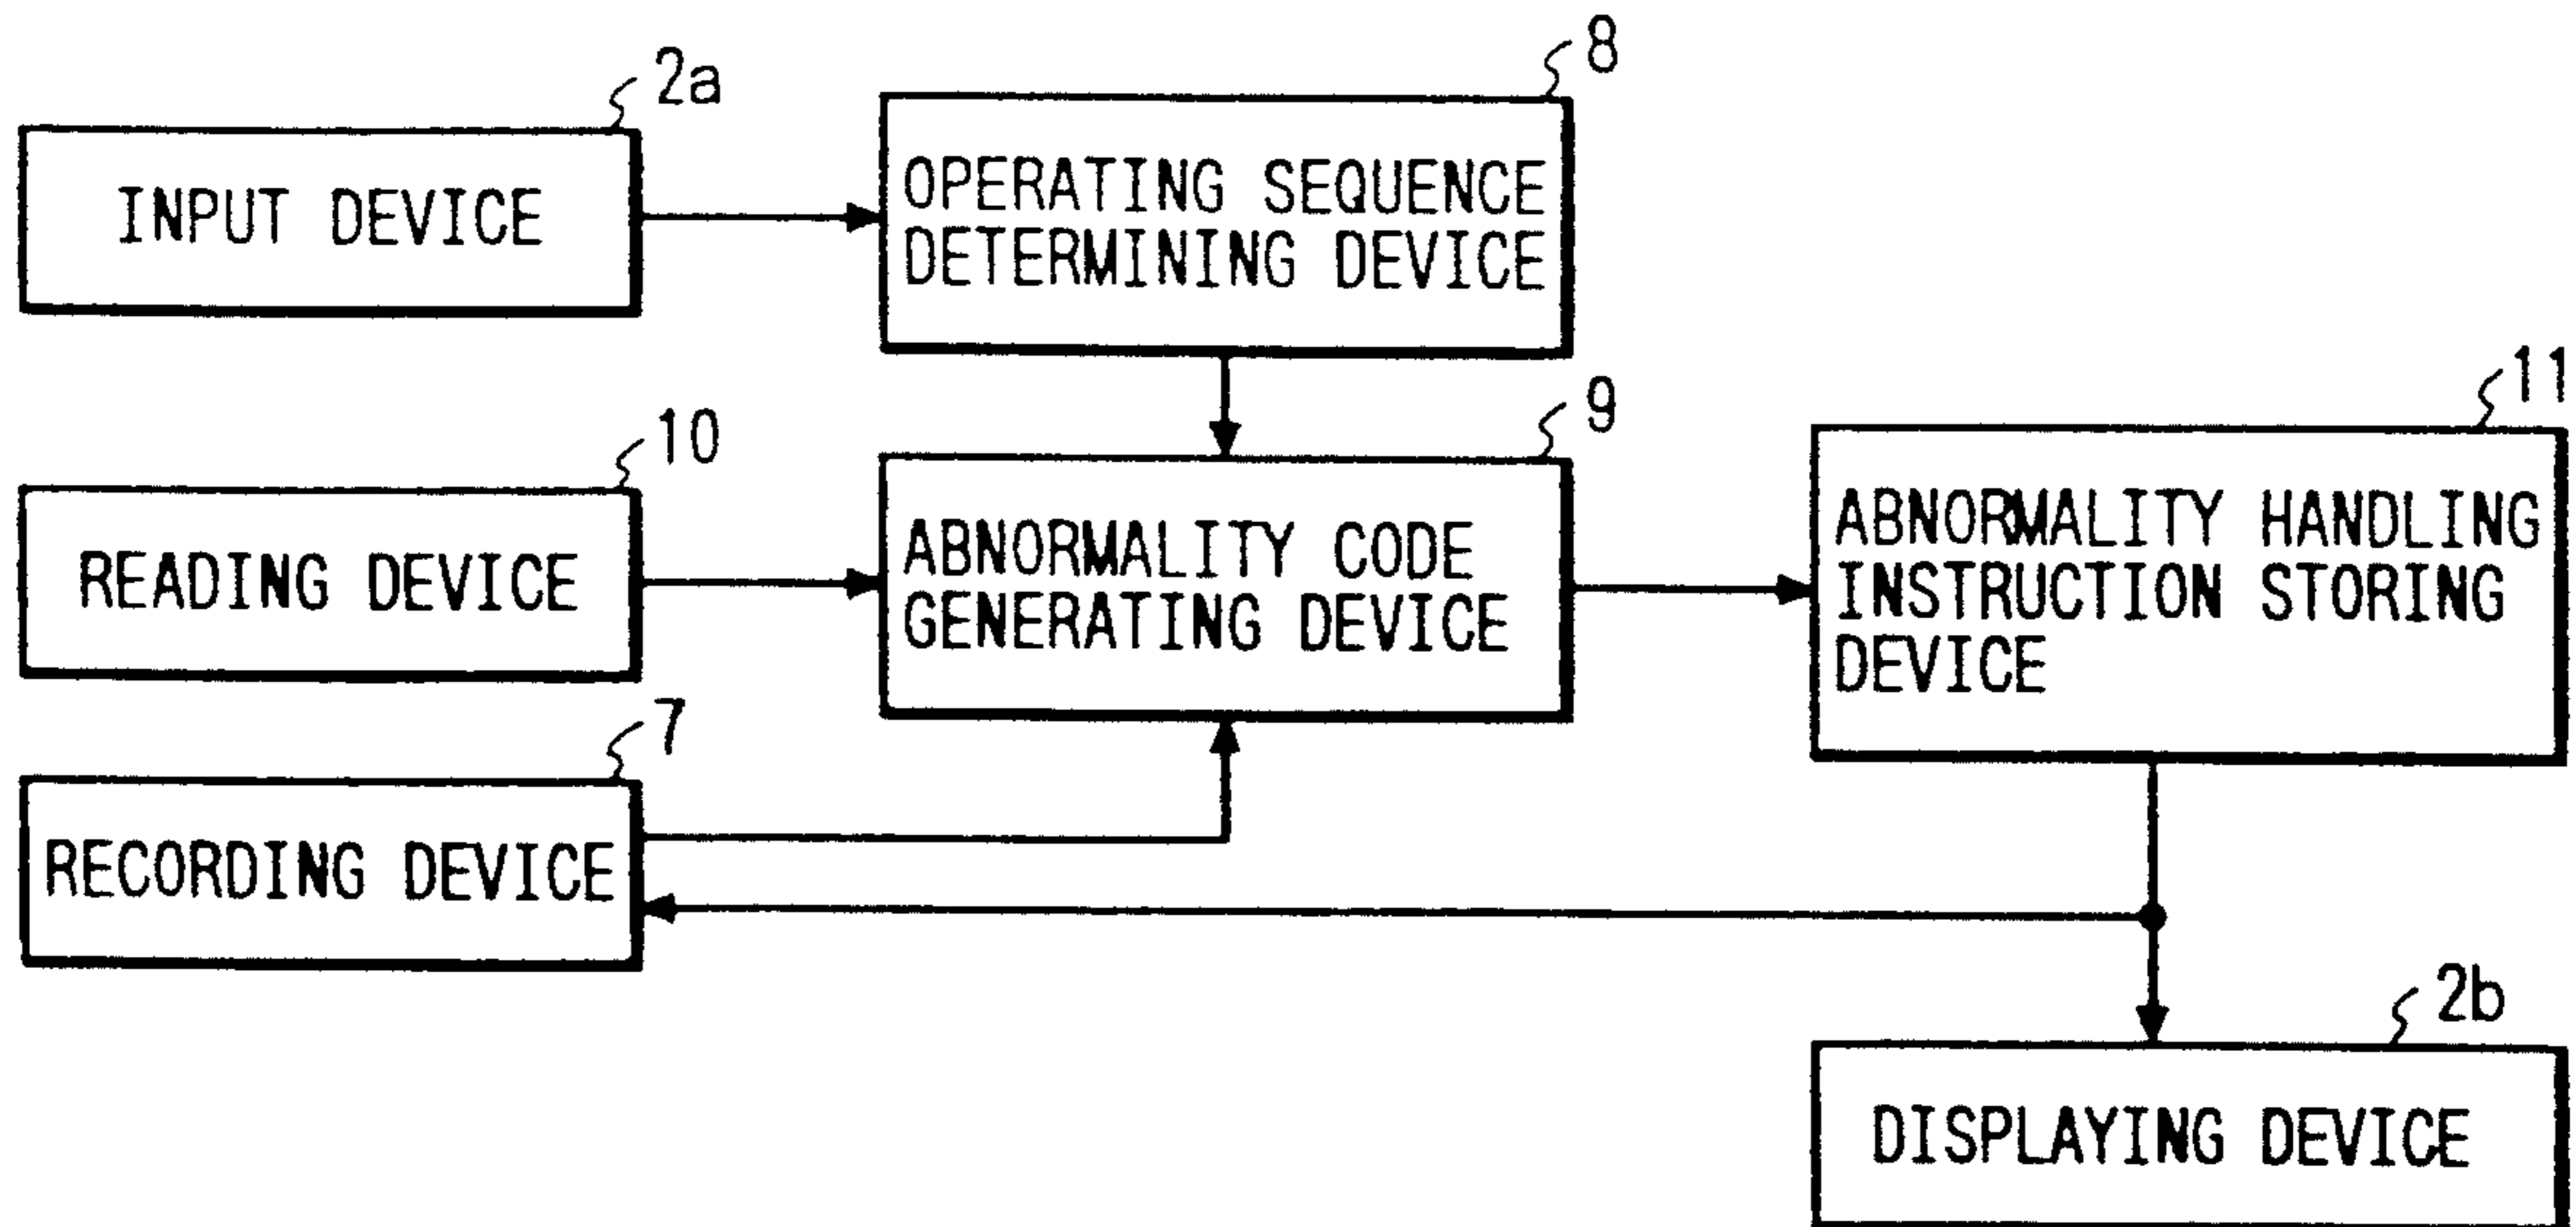 8
2a
OPERATING SEQUENCE
DETERMINING DEVICE
INPUT DEVICE
11
9
10
ABNORMALITY HANDLING
INSTRUCTION STORING
DEVICE
ABNORMALITY CODE
GENERATING DEVICE
READING DEVICE
7
RECORDING DEVICE
2b
DISPLAYING DEVICE